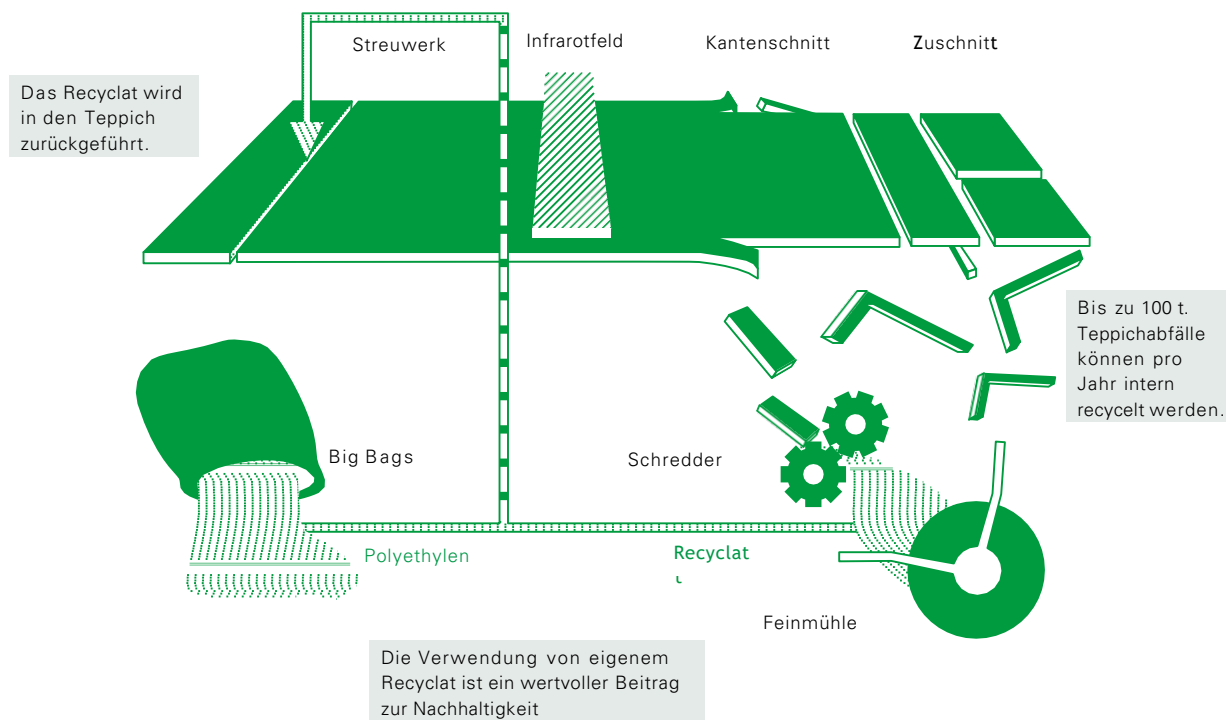 Streuwerk
Infrarotfeld
Kantenschnitt
Zuschnitt
Das Recyclat wird
in den Teppich
zurückgeführt.
Bis zu 100 t.
Teppichabfälle
können pro
Jahr intern
recycelt werden.
Big Bags
Schredder
Polyethylen
Recyclat
Feinmühle
Die Verwendung von eigenem
Recyclat ist ein wertvoller Beitrag
zur Nachhaltigkeit